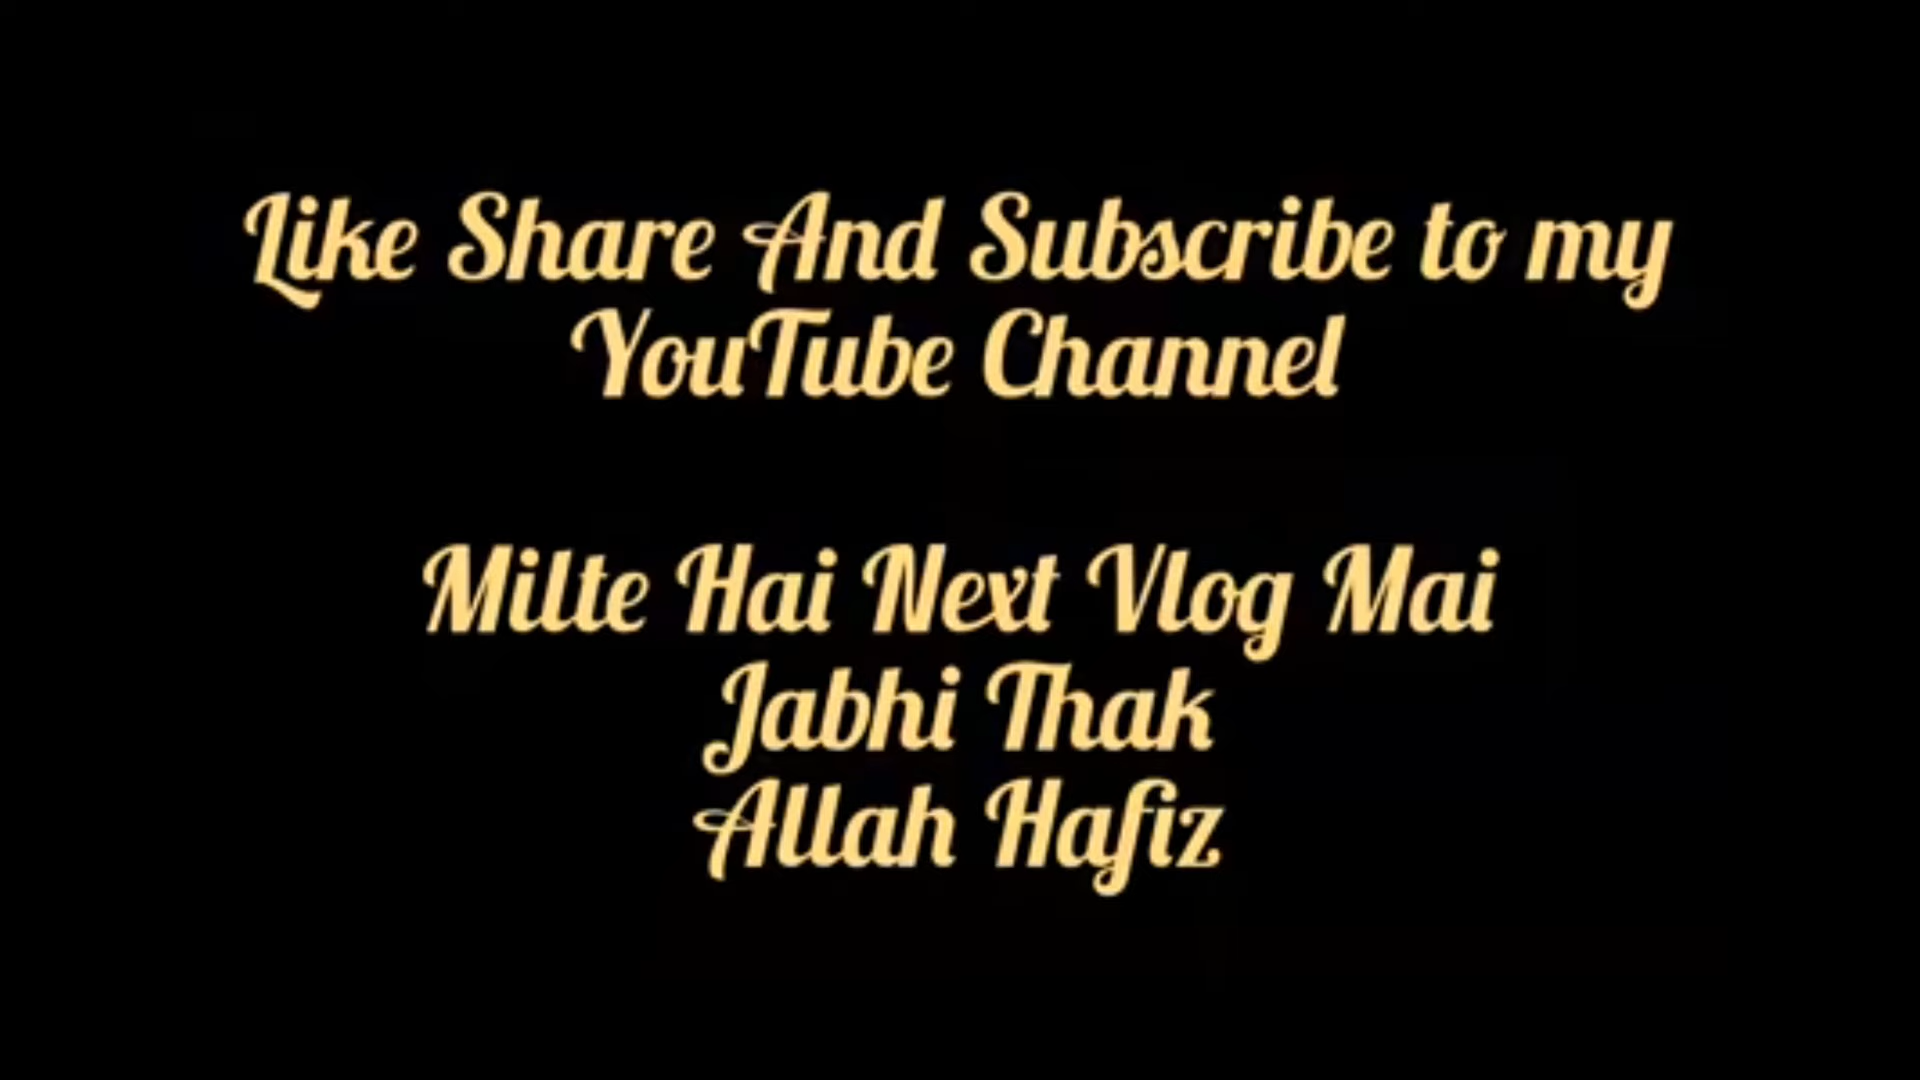 Like Share And Subscribe to my
YouTube Channel
Milte Hai Next Vlog Mai
Jabhi Thak
Allah Hafiz